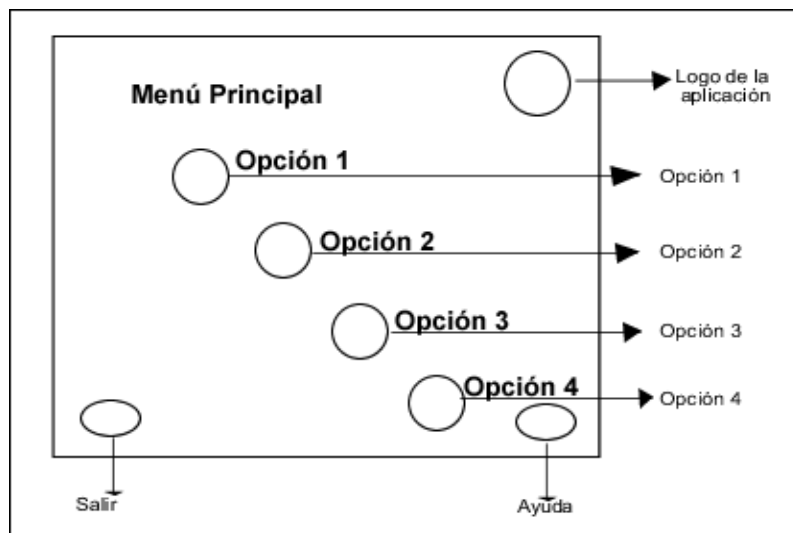 Logo de la
aplicación
Menú Principal
Opción 1
Opción 1
Opción 2
Opción 2
Opción 3
Opción 3
Opción 4
Opción 4
Salir
Ayuda